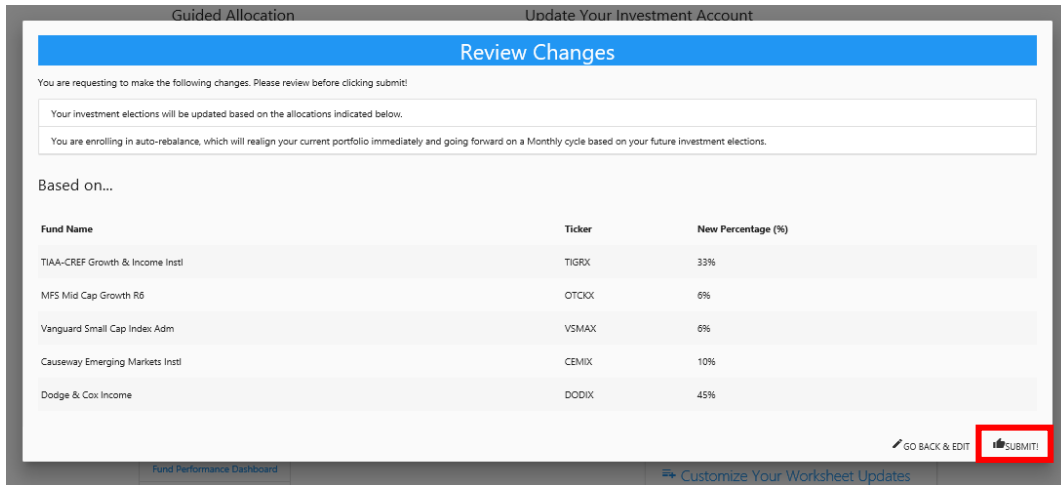 Guided Allocation Update Your Investment Account
Review Changes
You are requesting to make the following changes. Please review before clicking submit!
Your investment elections will be updated based on the allocations indicated below.
You are enrolling in auto-rebalance, which will realign your current portfolio immediately and going forward on a Monthly cycle based on your future investment elections.
Based on...
Fund Name Ticker New Percentage (%)
TIAA-CREF Growth & Income Instl TIGRX 33%
MFS Mid Cap Growth R6 OTCKX 6%
Vanguard Small Cap Index Adm VSMAX 6%
Causeway Emerging Markets Instl CEMIX 10%
Dodge & Cox Income DODIX 45%
GO BACK & EDIT SUBMIT!
Fund Performance Dashboard Customize Your Worksheet Updates